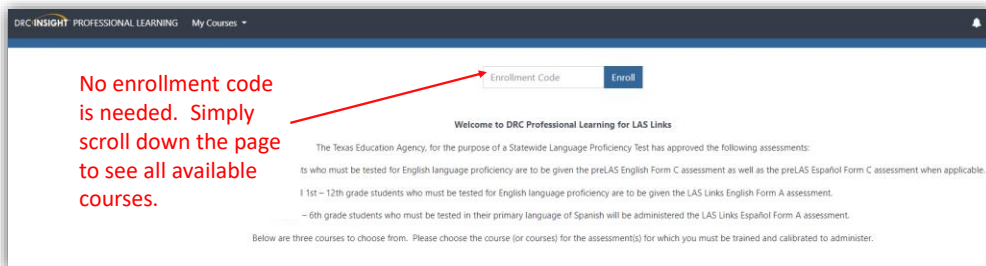 DRC INSIGHT PROFESSIONAL LEARNING My Courses
Enrollment Code Enroll
No enrollment code
is needed. Simply
scroll down the page
to see all available
courses.
Welcome to DRC Professional Learning for LAS Links
The Texas Education Agency, for the purpose of a Statewide Language Proficiency Test has approved the following assessments:
ts who must be tested for English language proficiency are to be given the preLAS English Form C assessment as well as the preLAS Español Form C assessment when applicable.
l 1st – 12th grade students who must be tested for English language proficiency are to be given the LAS Links English Form A assessment.
– 6th grade students who must be tested in their primary language of Spanish will be administered the LAS Links Español Form A assessment.
Below are three courses to choose from. Please choose the course (or courses) for the assessment(s) for which you must be trained and calibrated to administer.